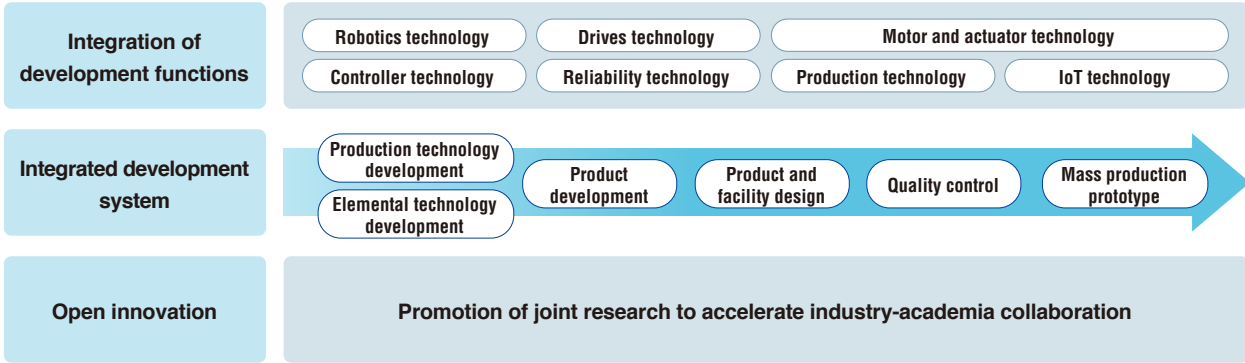 Integration of
development functions
Robotics technology
Drives technology
Motor and actuator technology
Controller technology
Reliability technology
Production technology
IoT technology
Integrated development
system
Production technology
development
Elemental technology
development
Product
development
Product and
facility design
Quality control
Mass production
prototype
Open innovation
Promotion of joint research to accelerate industry-academia collaboration